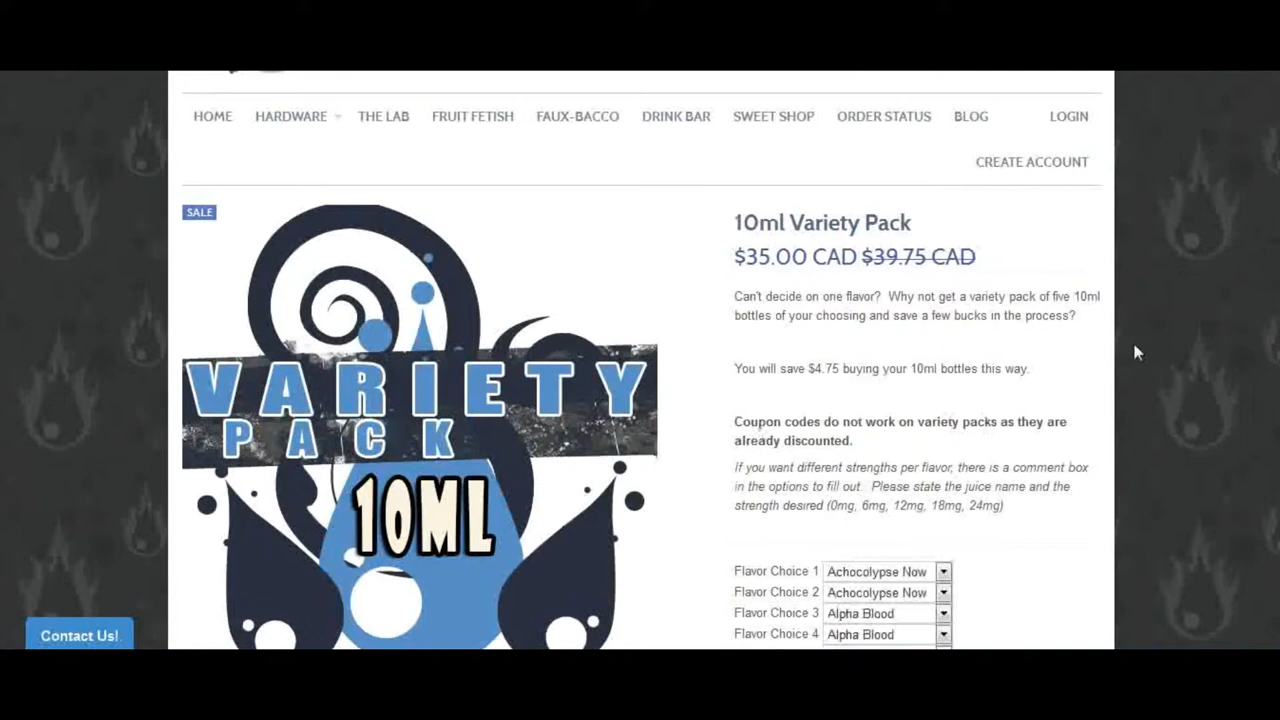 HOME HARDWARE THE LAB FRUIT FETISH FAUX-BACCO DRINK BAR SWEET SHOP ORDER STATUS BLOG LOGIN
CREATE ACCOUNT
SALE
VARIETY
PACK
10ML
10ml Variety Pack
$35.00 CAD $39.75 CAD
Can't decide on one flavor? Why not get a variety pack of five 10ml
bottles of your choosing and save a few bucks in the process?
You will save $4.75 buying your 10ml bottles this way.
Coupon codes do not work on variety packs as they are
already discounted.
If you want different strengths per flavor, there is a comment box
in the options to fill out. Please state the juice name and the
strength desired (0mg, 6mg, 12mg, 18mg, 24mg)
Flavor Choice 1 Achocolypse Now
Flavor Choice 2 Achocolypse Now
Flavor Choice 3 Alpha Blood
Flavor Choice 4 Alpha Blood
Contact Us!